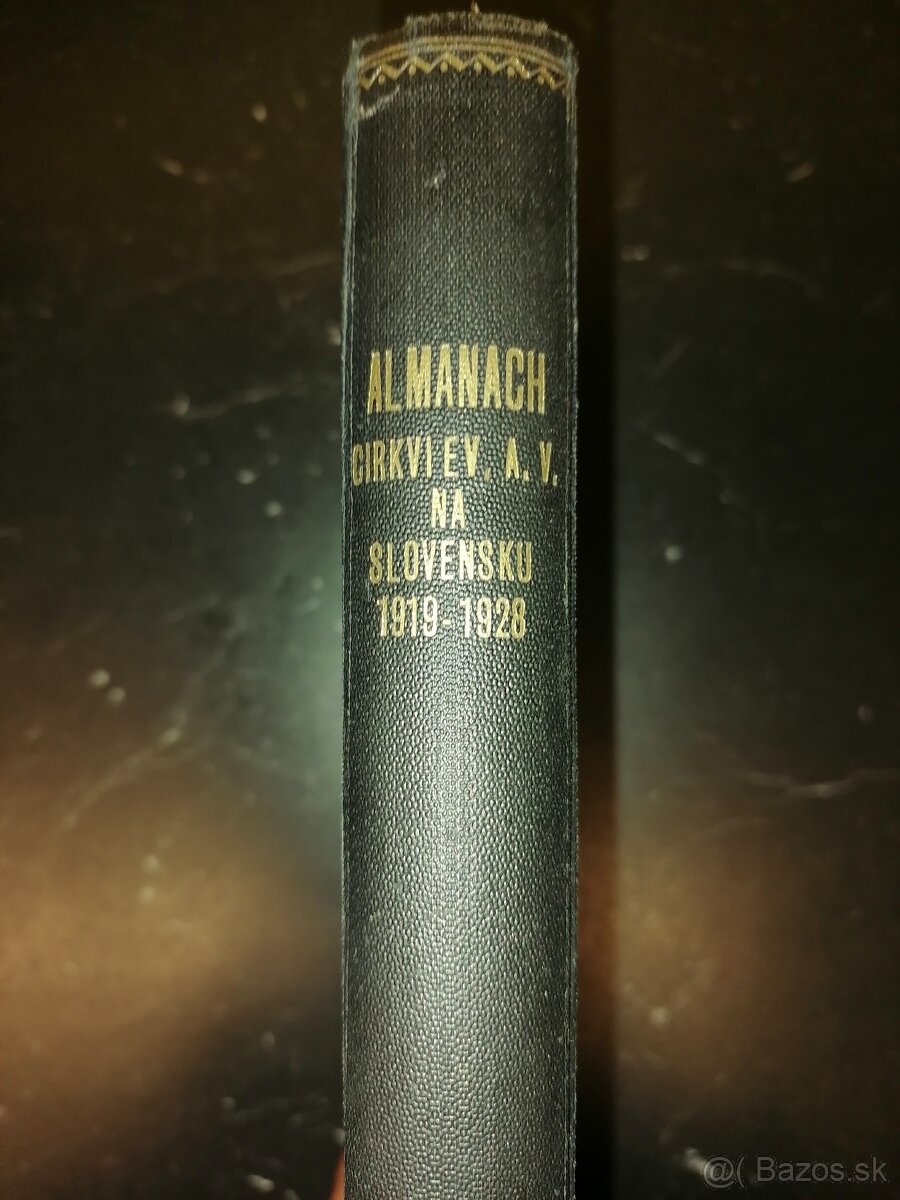 ALMANACH
CIRKVI EV. A. V.
NA
SLOVENSKU
1919-1928
@( Bazos.sk